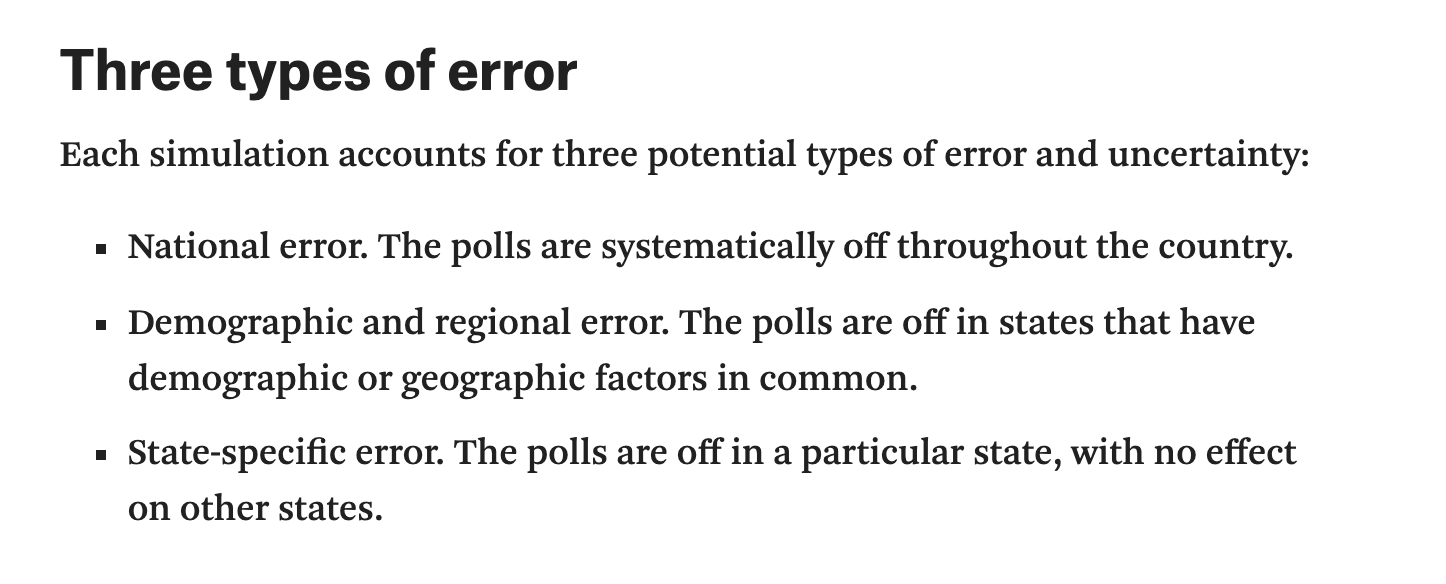 Three types of error
Each simulation accounts for three potential types of error and uncertainty:
▪ National error. The polls are systematically off throughout the country.
▪ Demographic and regional error. The polls are off in states that have
demographic or geographic factors in common.
▪ State-specific error. The polls are off in a particular state, with no effect
on other states.